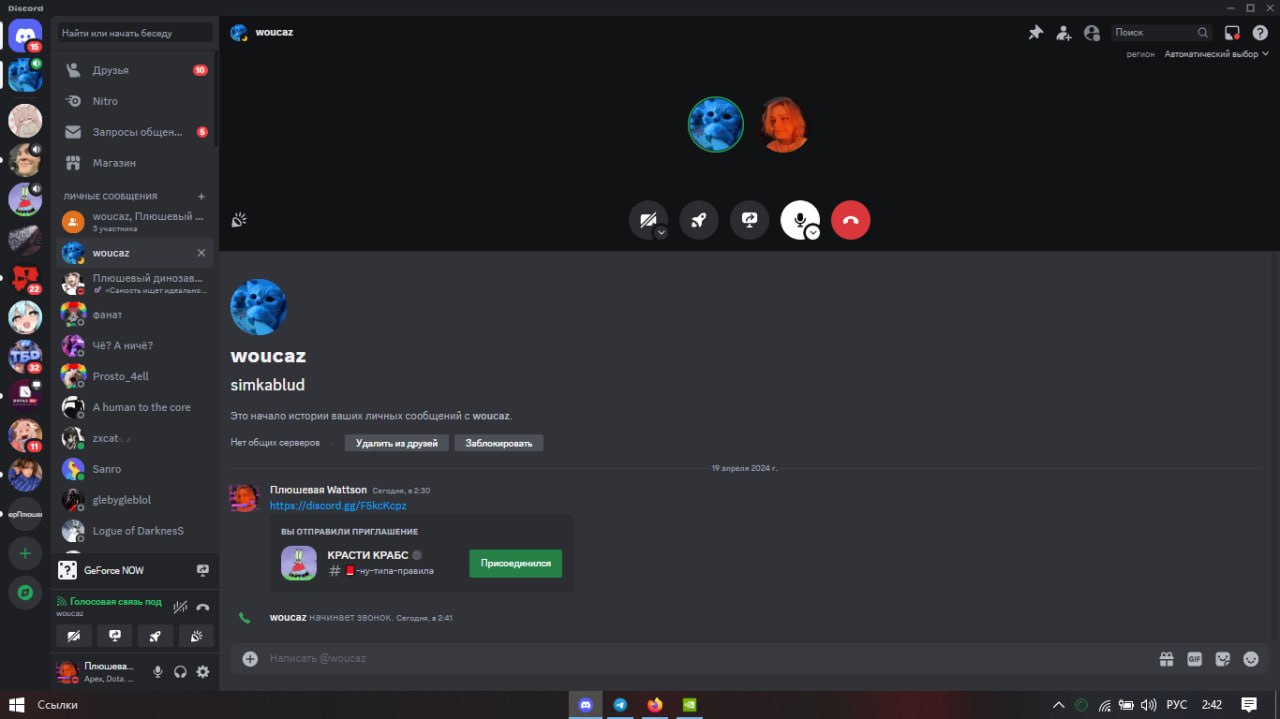 Discord
15
Найти или начать беседу
Друзья
10
Nitro
Запросы общен...
5
Магазин
ЛИЧНЫЕ СООБЩЕНИЯ
woucaz, Плюшевый ...
3 участника
woucaz
Плюшевый динозав...
«Самость ищет идеально...
фанат
Чё? А ничё?
Prosto_4ell
A human to the core
zxcat
Sanro
glebygleblol
Logue of DarknesS
22
ТБР
32
11
ерПлюшеі
GeForce NOW
Голосовая связь под
woucaz
Плюшева...
Apex, Dota. ...
woucaz
Поиск
регион
Автоматический выбор
woucaz
simkablud
Это начало истории ваших личных сообщений с woucaz.
Нет общих серверов
Удалить из друзей
Заблокировать
19 апреля 2024 г.
Плюшевая Wattson Сегодня, в 2:30
https://discord.gg/F5kcKcpz
ВЫ ОТПРАВИЛИ ПРИГЛАШЕНИЕ
КРАСТИ КРАБС
-ну-типа-правила
Присоединился
woucaz начинает звонок. Сегодня, в 2:41
Написать @woucaz
GIF
Ссылки
РУС
2:42